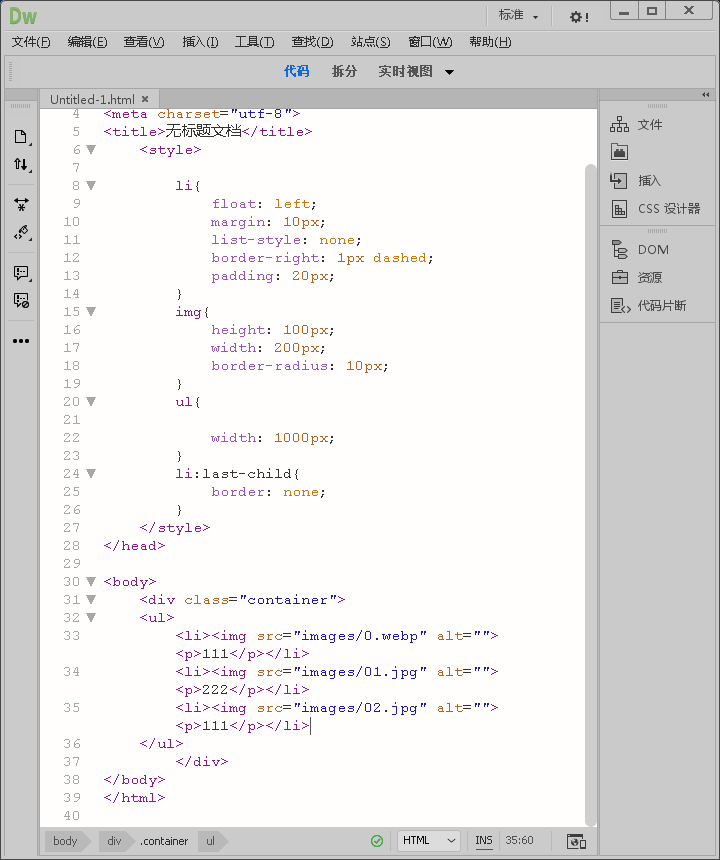 Dw
标准
!
文件(F) 编辑(E) 查看(V) 插入(I) 工具(T) 查找(D) 站点(S) 窗口(W) 帮助(H)
代码 拆分 实时视图
Untitled-1.html ×
4 <meta charset="utf-8">
5 <title>无标题文档</title>
6 <style>
7
8 li{
9 float: left;
10 margin: 10px;
11 list-style: none;
12 border-right: 1px dashed;
13 padding: 20px;
14 }
15 img{
16 height: 100px;
17 width: 200px;
18 border-radius: 10px;
19 }
20 ul{
21
22 width: 1000px;
23 }
24 li:last-child{
25 border: none;
26 }
27 </style>
28 </head>
29
30 <body>
31 <div class="container">
32 <ul>
33 <li><img src="images/0.webp" alt="">
<p>111</p></li>
34 <li><img src="images/01.jpg" alt="">
<p>222</p></li>
35 <li><img src="images/02.jpg" alt="">
<p>111</p></li>
36 </ul>
37 </div>
38 </body>
39 </html>
40
文件
插入
CSS 设计器
DOM
资源
代码片断
body div .container ul HTML INS 35:60